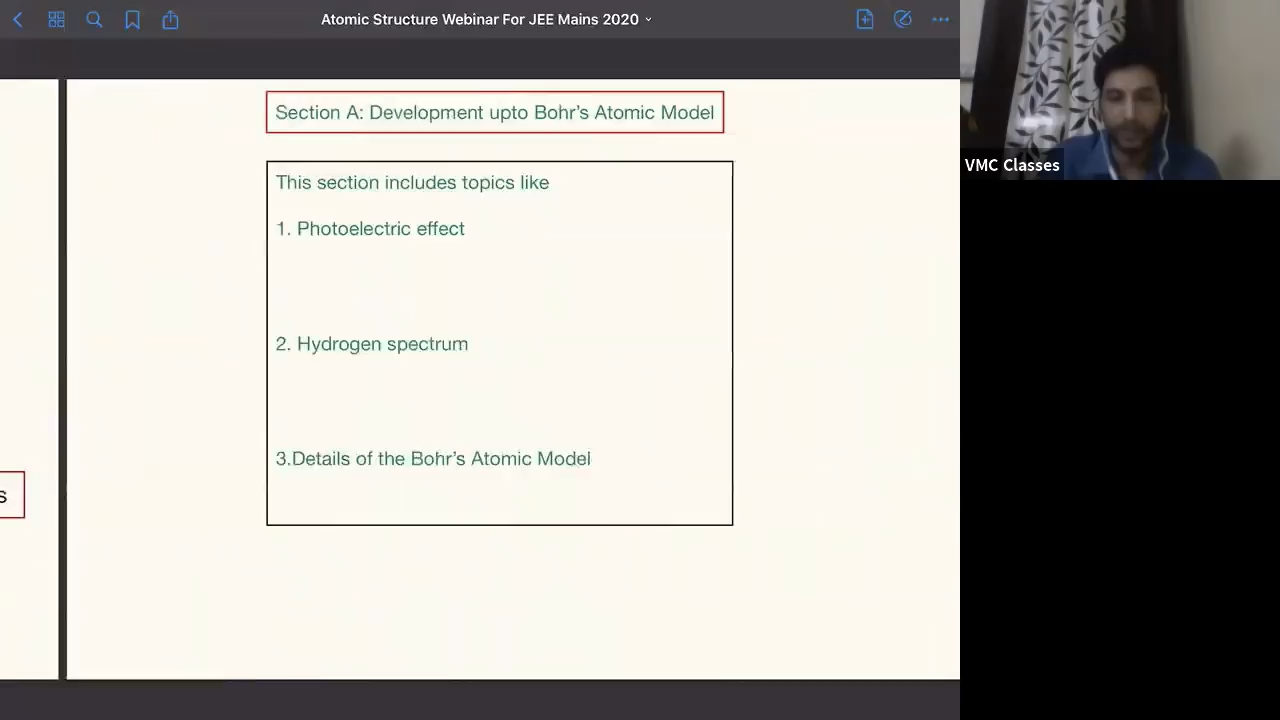 Atomic Structure Webinar For JEE Mains 2020
Section A: Development upto Bohr's Atomic Model
This section includes topics like
1. Photoelectric effect
2. Hydrogen spectrum
3.Details of the Bohr's Atomic Model
s
VMC Classes